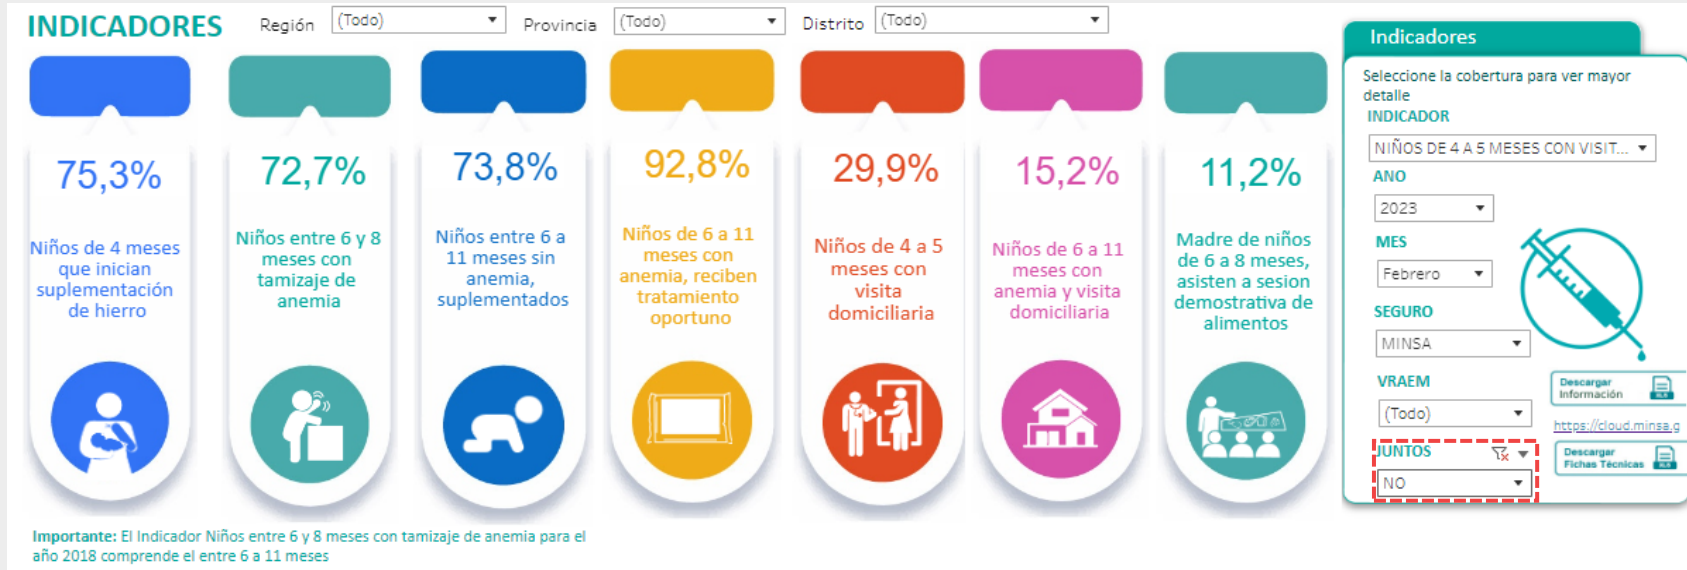 INDICADORES
Región (Todo) Provincia (Todo) Distrito (Todo)
75,3%
Niños de 4 meses
que inician
suplementación
de hierro
72,7%
Niños entre 6 y 8
meses con
tamizaje de
anemia
73,8%
Niños entre 6 a
11 meses sin
anemia,
suplementados
92,8%
Niños de 6 a 11
meses con
anemia, reciben
tratamiento
oportuno
29,9%
Niños de 4 a 5
meses con
visita
domiciliaria
15,2%
Niños de 6 a 11
meses con
anemia y visita
domiciliaria
11,2%
Madre de niños
de 6 a 8 meses,
asisten a sesion
demostrativa de
alimentos
Importante: El Indicador Niños entre 6 y 8 meses con tamizaje de anemia para el
año 2018 comprende el entre 6 a 11 meses
Indicadores
Seleccione la cobertura para ver mayor
detalle
INDICADOR
NIÑOS DE 4 A 5 MESES CON VISIT...
ANO
2023
MES
Febrero
SEGURO
MINSA
VRAEM
(Todo)
JUNTOS
NO
Descargar
Información
XLS
https://cloud.minsa.g
Descargar
Fichas Técnicas